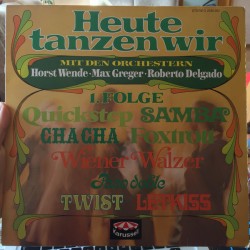 Heute
tanzen wir
MIT DEN ORCHESTERN
Horst Wende · Max Greger · Roberto Delgado
1 FOLGE
Quickstep SAMBA
CHA CHA Foxtrott
Wiener Walzer
Paso doble
TWIST LETKISS